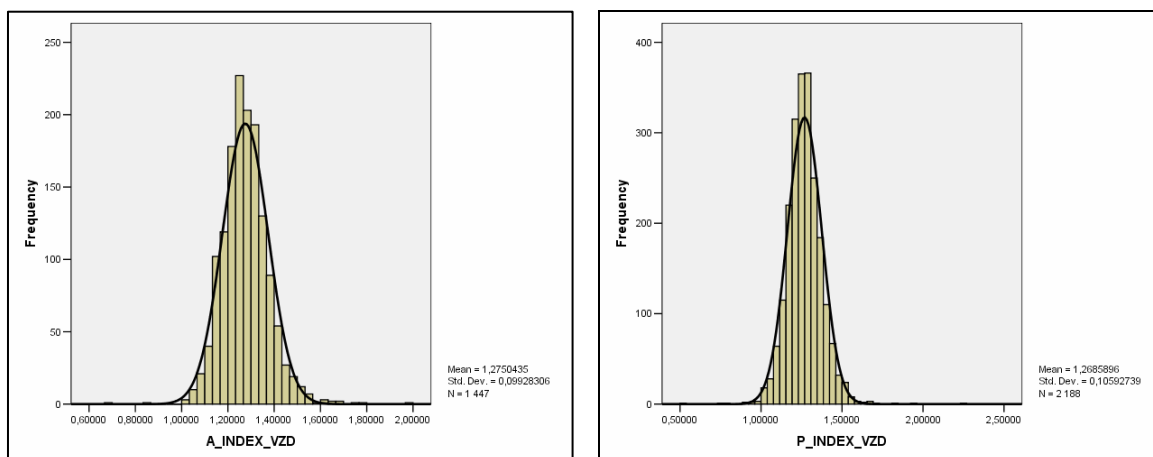 250
200
150
100
50
0
Frequency
0,60000 0,80000 1,00000 1,20000 1,40000 1,60000 1,80000 2,00000
A_INDEX_VZD
Mean = 1,2750435
Std. Dev. = 0,09928306
N = 1 447
400
300
200
100
0
Frequency
0,50000 1,00000 1,50000 2,00000 2,50000
P_INDEX_VZD
Mean = 1,2685896
Std. Dev. = 0,10592739
N = 2 188